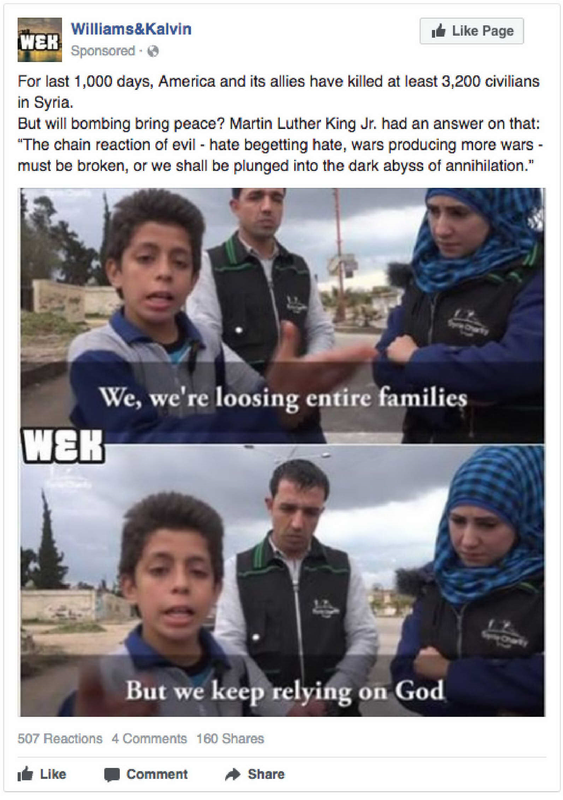 WEK
Williams&Kalvin
Like Page
Sponsored ·
For last 1,000 days, America and its allies have killed at least 3,200 civilians
in Syria.
But will bombing bring peace? Martin Luther King Jr. had an answer on that:
“The chain reaction of evil - hate begetting hate, wars producing more wars -
must be broken, or we shall be plunged into the dark abyss of annihilation."
We, we're loosing entire families
WEK
But we keep relying on God
507 Reactions 4 Comments 160 Shares
Like Comment Share